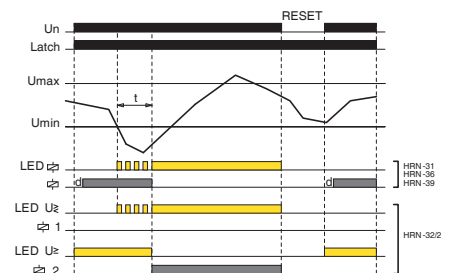 RESET
Un
Latch
Umax
t
Umin
LED
HRN-31
HRN-36
HRN-39
d
d
LED U≷
1
HRN-32/2
LED U≥
2